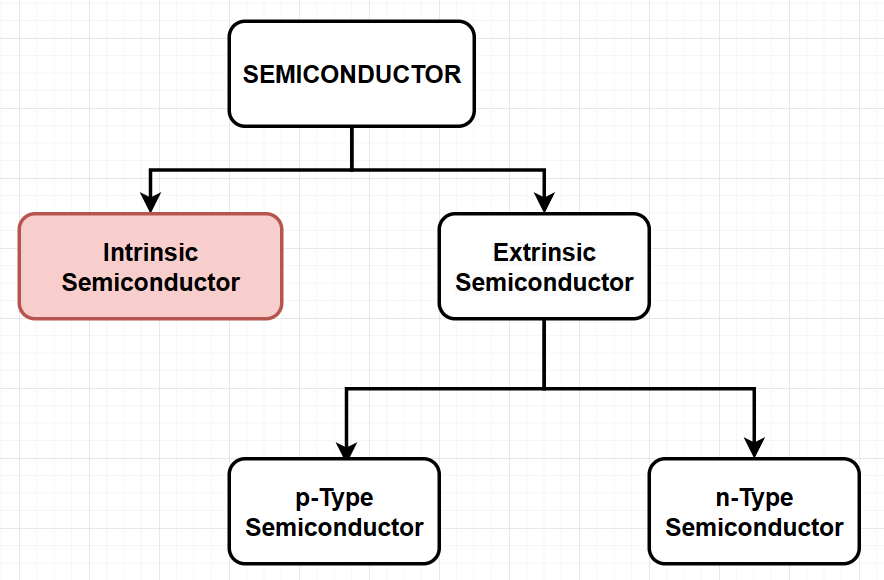 SEMICONDUCTOR
Intrinsic
Semiconductor
Extrinsic
Semiconductor
p-Type
Semiconductor
n-Type
Semiconductor